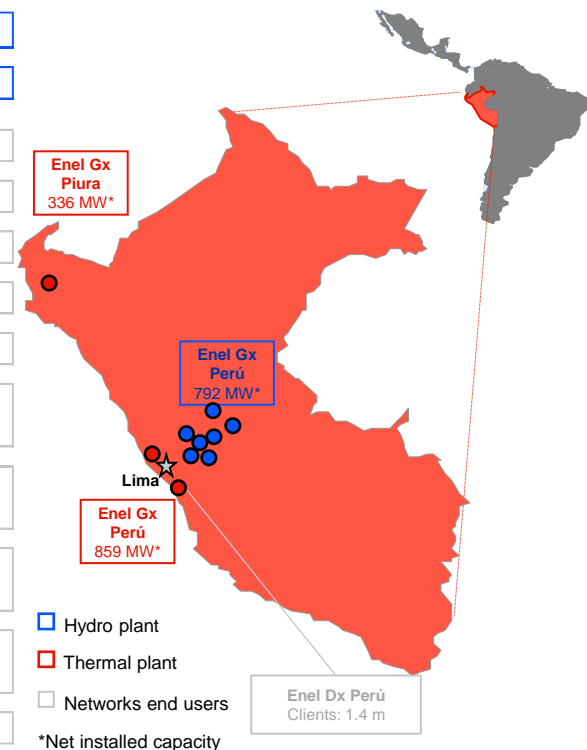 Enel Gx
Piura
336 MW*
Enel Gx
Perú
792 MW*
Lima
Enel Gx
Perú
859 MW*
Hydro plant
Thermal plant
Networks end users
*Net installed capacity
Enel Dx Perú
Clients: 1.4 m